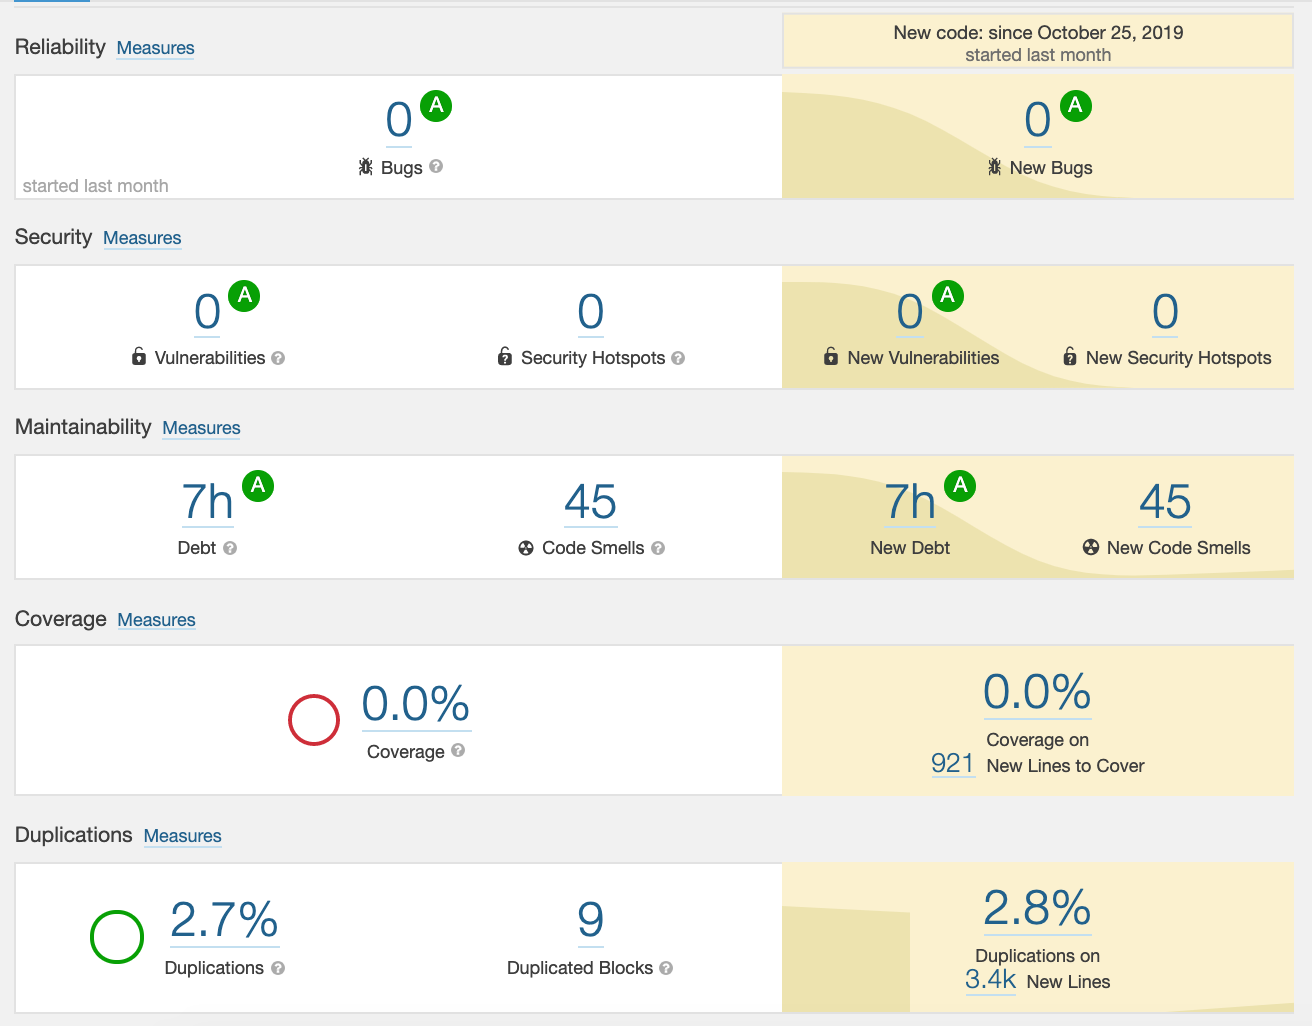 Reliability Measures
New code: since October 25, 2019
started last month
0 A
Bugs ?
started last month
0 A
New Bugs
Security Measures
0 A
Vulnerabilities ?
0
Security Hotspots ?
0 A
New Vulnerabilities
0
New Security Hotspots
Maintainability Measures
7h A
Debt ?
45
Code Smells ?
7h A
New Debt
45
New Code Smells
Coverage Measures
0.0%
Coverage ?
0.0%
Coverage on
921 New Lines to Cover
Duplications Measures
2.7%
Duplications ?
9
Duplicated Blocks ?
2.8%
Duplications on
3.4k New Lines